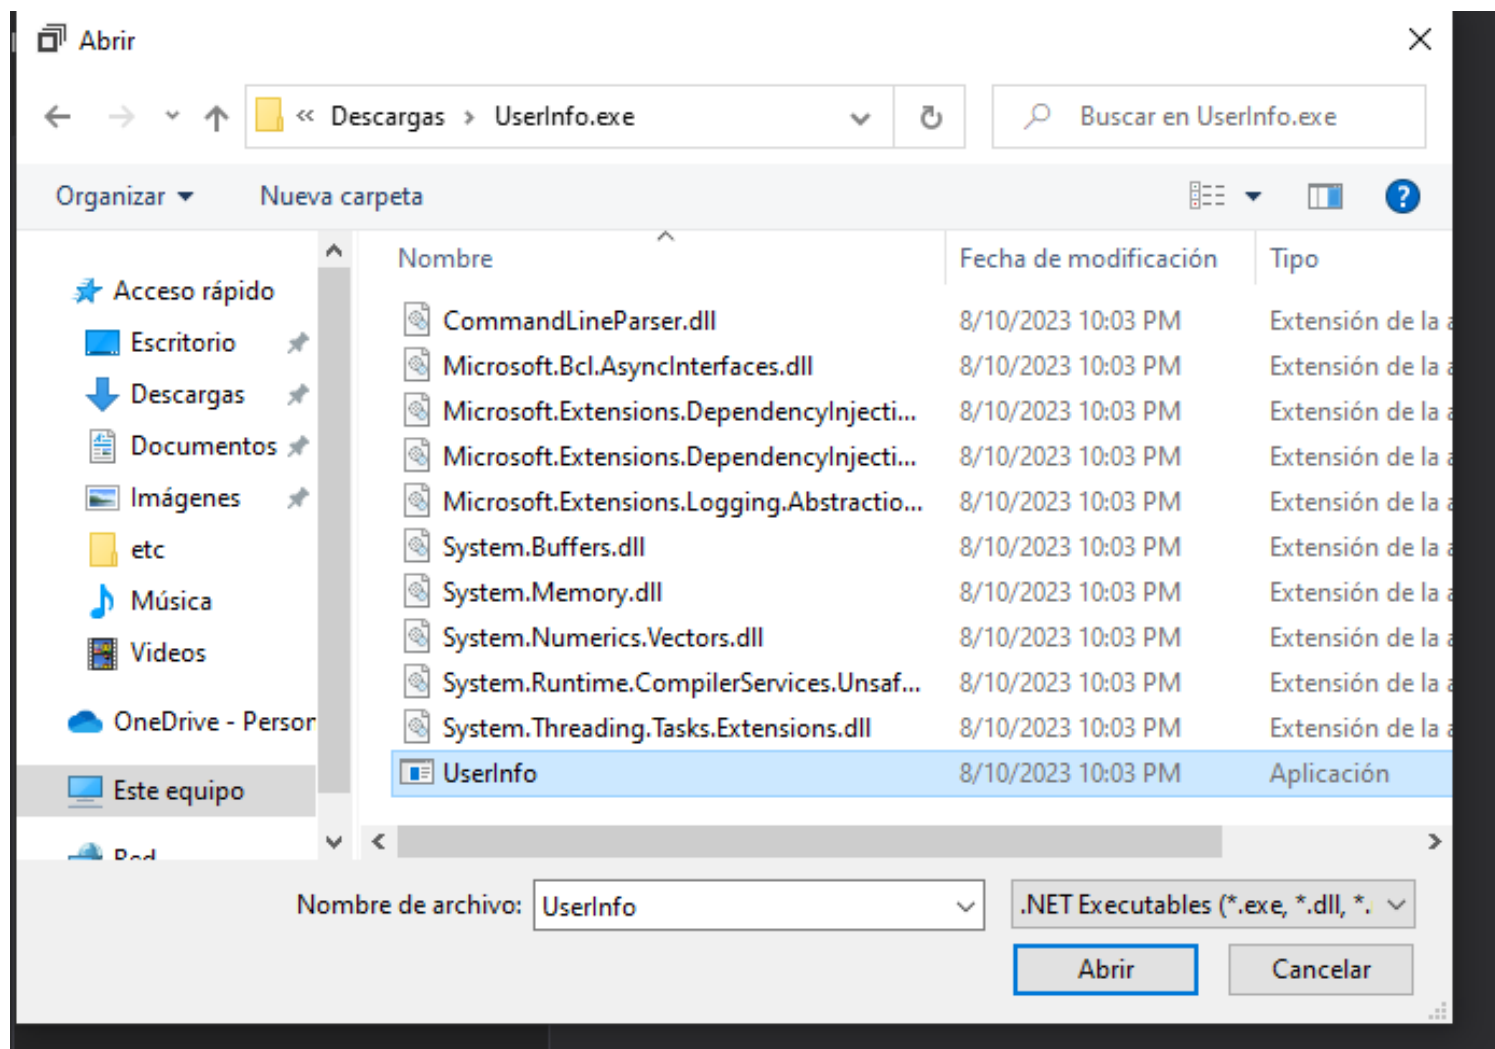 Abrir
« Descargas > UserInfo.exe
Buscar en UserInfo.exe
Organizar
Nueva carpeta
?
Acceso rápido
Escritorio
Descargas
Documentos
Imágenes
etc
Música
Videos
OneDrive - Person
Este equipo
Red
Nombre Fecha de modificación Tipo
CommandLineParser.dll 8/10/2023 10:03 PM Extensión de la a
Microsoft.Bcl.AsyncInterfaces.dll 8/10/2023 10:03 PM Extensión de la a
Microsoft.Extensions.DependencyInjecti... 8/10/2023 10:03 PM Extensión de la a
Microsoft.Extensions.DependencyInjecti... 8/10/2023 10:03 PM Extensión de la a
Microsoft.Extensions.Logging.Abstractio... 8/10/2023 10:03 PM Extensión de la a
System.Buffers.dll 8/10/2023 10:03 PM Extensión de la a
System.Memory.dll 8/10/2023 10:03 PM Extensión de la a
System.Numerics.Vectors.dll 8/10/2023 10:03 PM Extensión de la a
System.Runtime.CompilerServices.Unsaf... 8/10/2023 10:03 PM Extensión de la a
System.Threading.Tasks.Extensions.dll 8/10/2023 10:03 PM Extensión de la a
UserInfo 8/10/2023 10:03 PM Aplicación
Nombre de archivo: UserInfo
.NET Executables (*.exe, *.dll, *.
Abrir
Cancelar